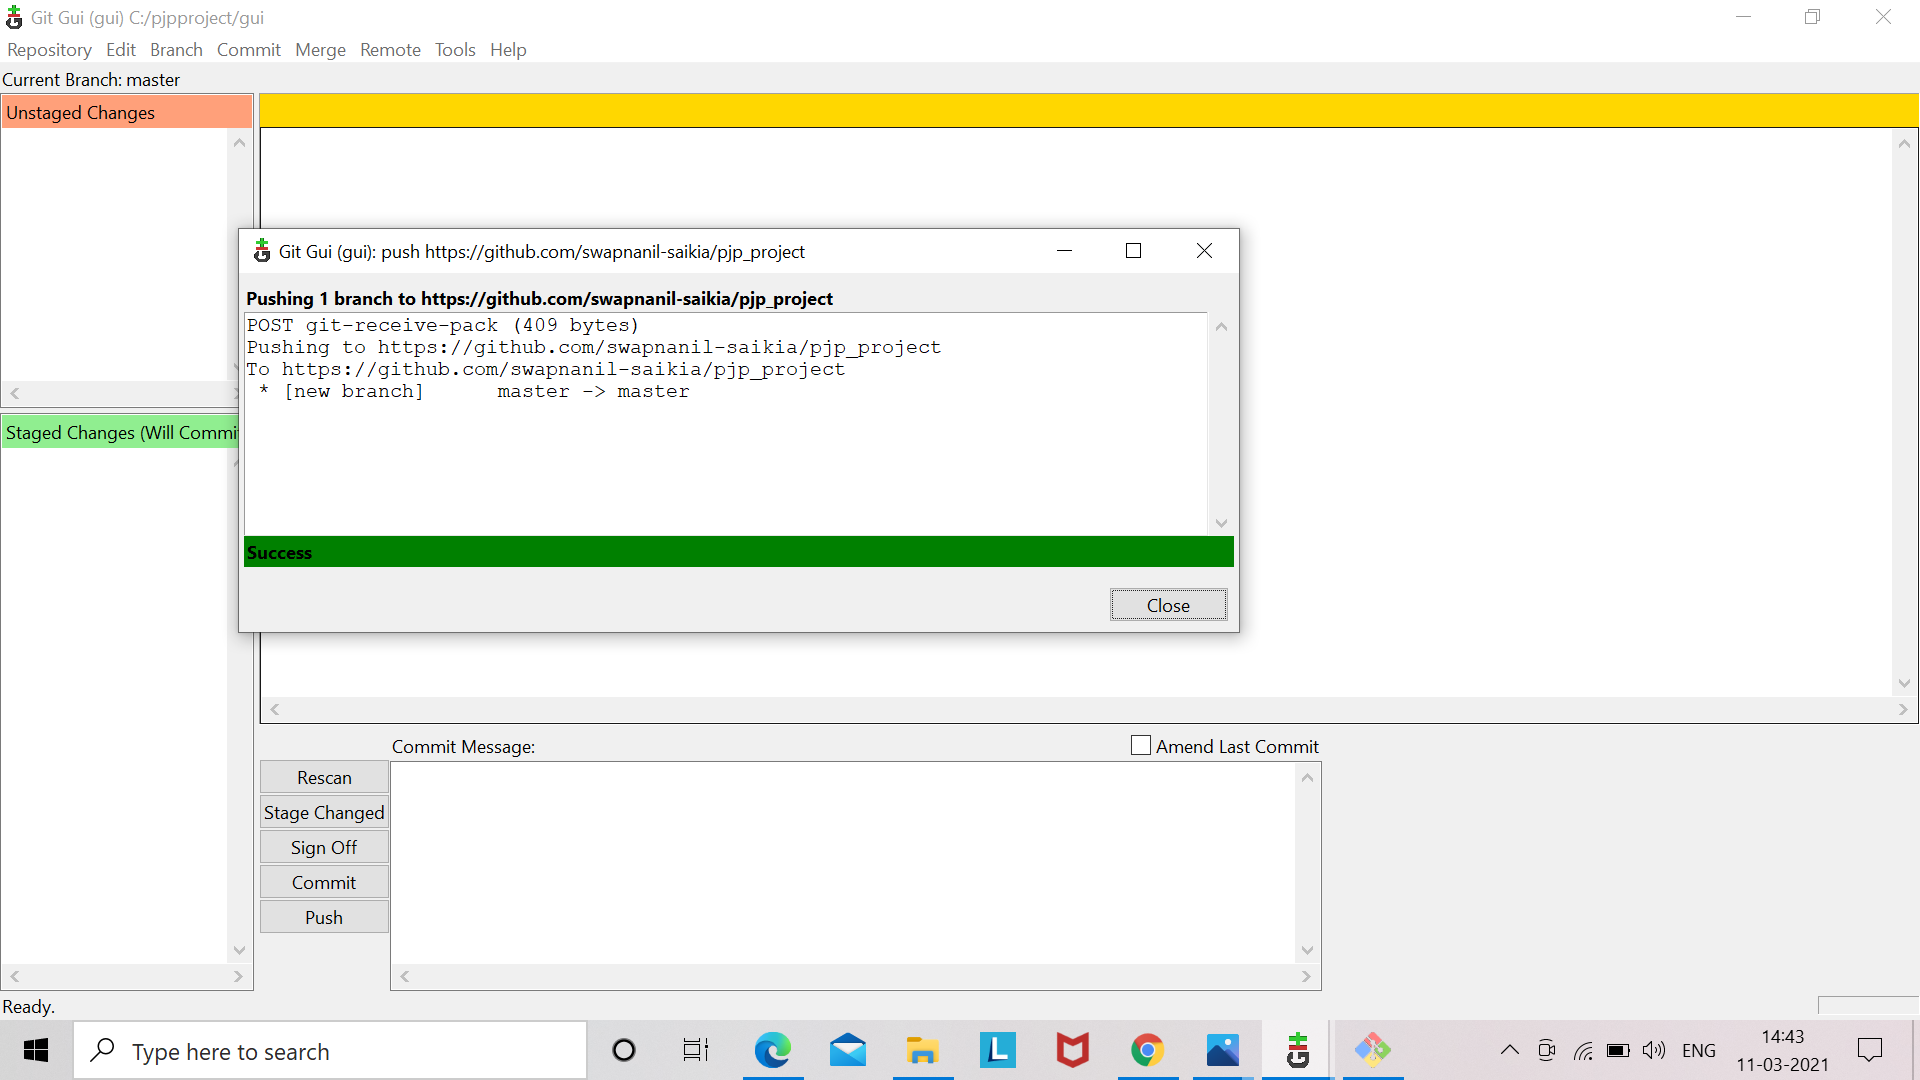 Git Gui (gui) C:/pjpproject/gui
Repository Edit Branch Commit Merge Remote Tools Help
Current Branch: master
Unstaged Changes
Git Gui (gui): push https://github.com/swapnanil-saikia/pjp_project
Pushing 1 branch to https://github.com/swapnanil-saikia/pjp_project
POST git-receive-pack (409 bytes)
Pushing to https://github.com/swapnanil-saikia/pjp_project
To https://github.com/swapnanil-saikia/pjp_project
* [new branch] master -> master
Staged Changes (Will Commi
Success
Close
Commit Message:
Amend Last Commit
Rescan
Stage Changed
Sign Off
Commit
Push
Ready.
Type here to search
L
ENG
14:43
11-03-2021